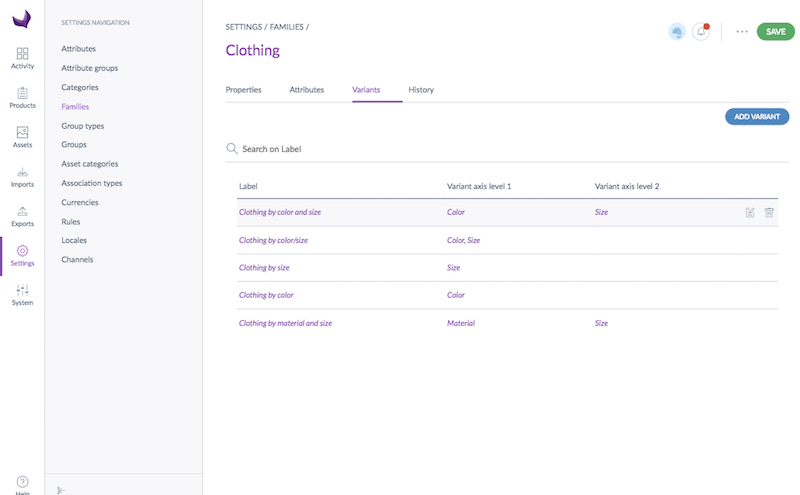 SETTINGS NAVIGATION
Attributes
Attribute groups
Categories
Families
Group types
Groups
Asset categories
Association types
Currencies
Rules
Locales
Channels
Activity
Products
Assets
Imports
Exports
Settings
System
Help
SETTINGS / FAMILIES /
SAVE
Clothing
Properties Attributes Variants History
ADD VARIANT
Search on Label
Label Variant axis level 1 Variant axis level 2
Clothing by color and size Color Size
Clothing by color/size Color, Size
Clothing by size Size
Clothing by color Color
Clothing by material and size Material Size